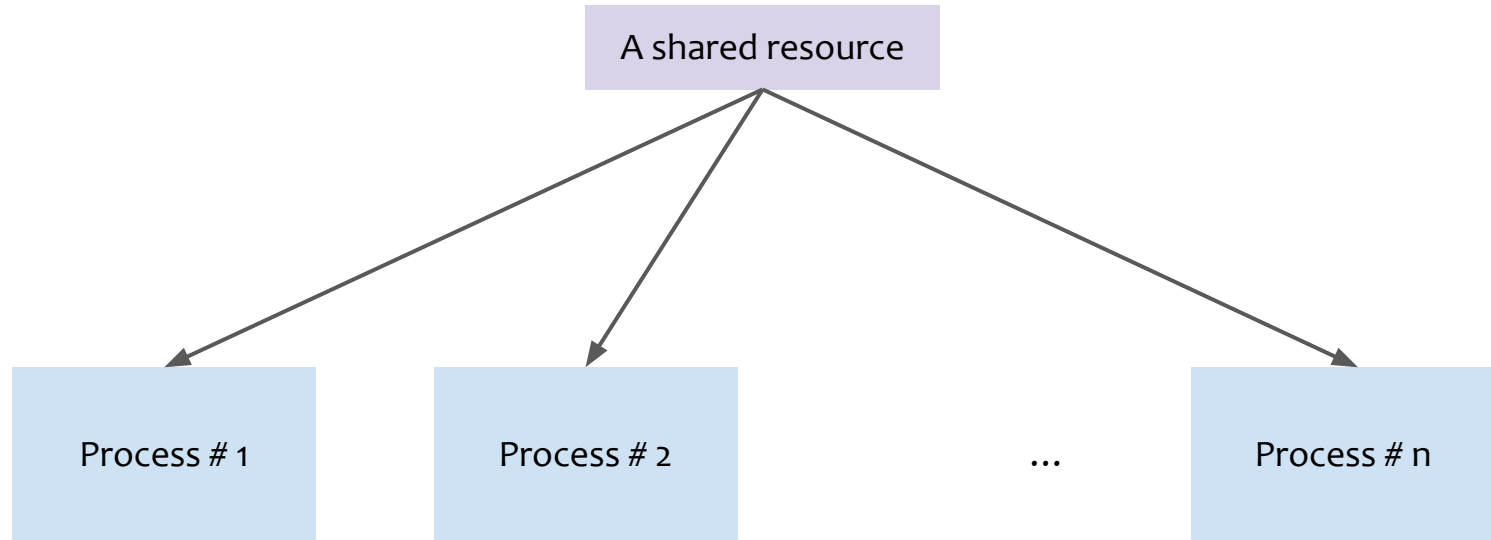 A shared resource
Process # 1
Process # 2
...
Process # n